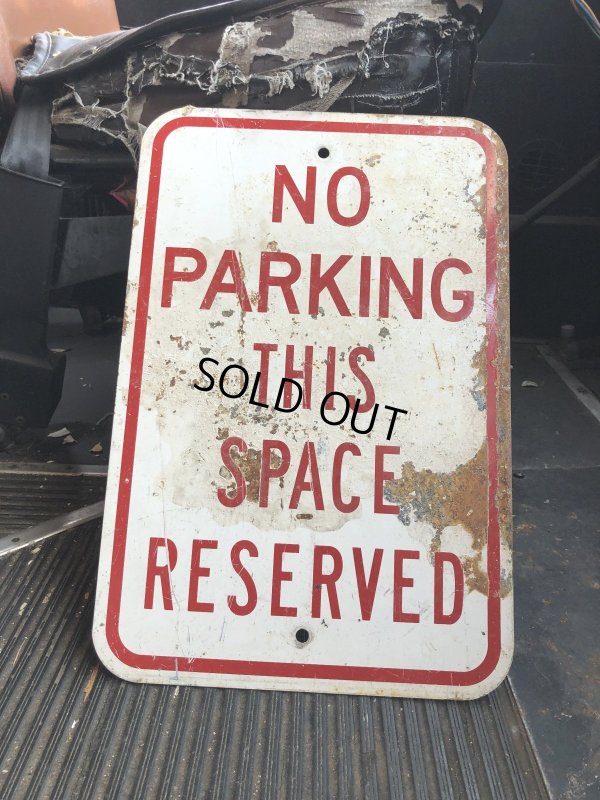 NO
PARKING
THIS
SOLD OUT
SPACE
RESERVED